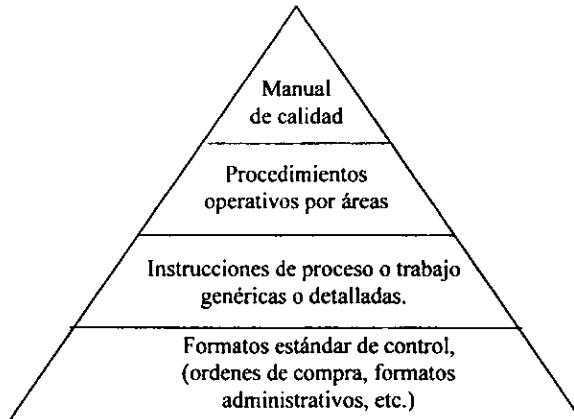 Manual
de calidad
Procedimientos
operativos por áreas
Instrucciones de proceso o trabajo
genéricas o detalladas.
Formatos estándar de control,
(ordenes de compra, formatos
administrativos, etc.)